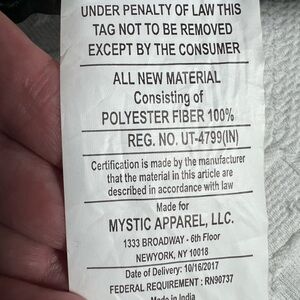 UNDER PENALTY OF LAW THIS
TAG NOT TO BE REMOVED
EXCEPT BY THE CONSUMER
ALL NEW MATERIAL
Consisting of
POLYESTER FIBER 100%
REG. NO. UT-4799(IN)
Certification is made by the manufacturer
that the material in this article are
described in accordance with law
Made for
MYSTIC APPAREL, LLC.
1333 BROADWAY - 6th Floor
NEWYORK, NY 10018
Date of Delivery: 10/16/2017
FEDERAL REQUIREMENT : RN90737
Made in India